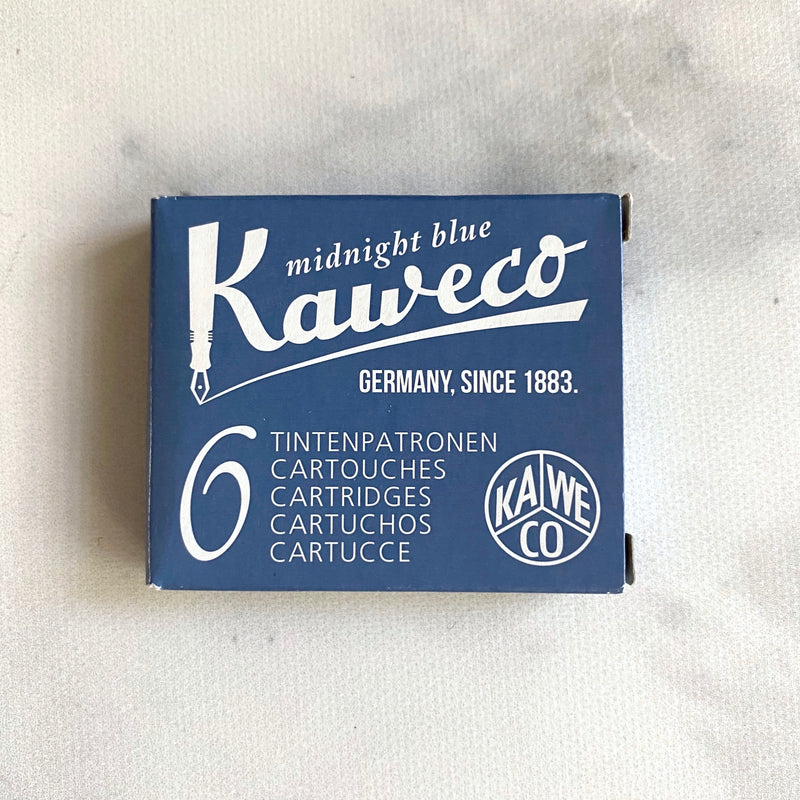 midnight blue
Kaweco
GERMANY, SINCE 1883.
6
TINTENPATRONEN
CARTOUCHES
CARTRIDGES
CARTUCHOS
CARTUCCE
KA WE
CO